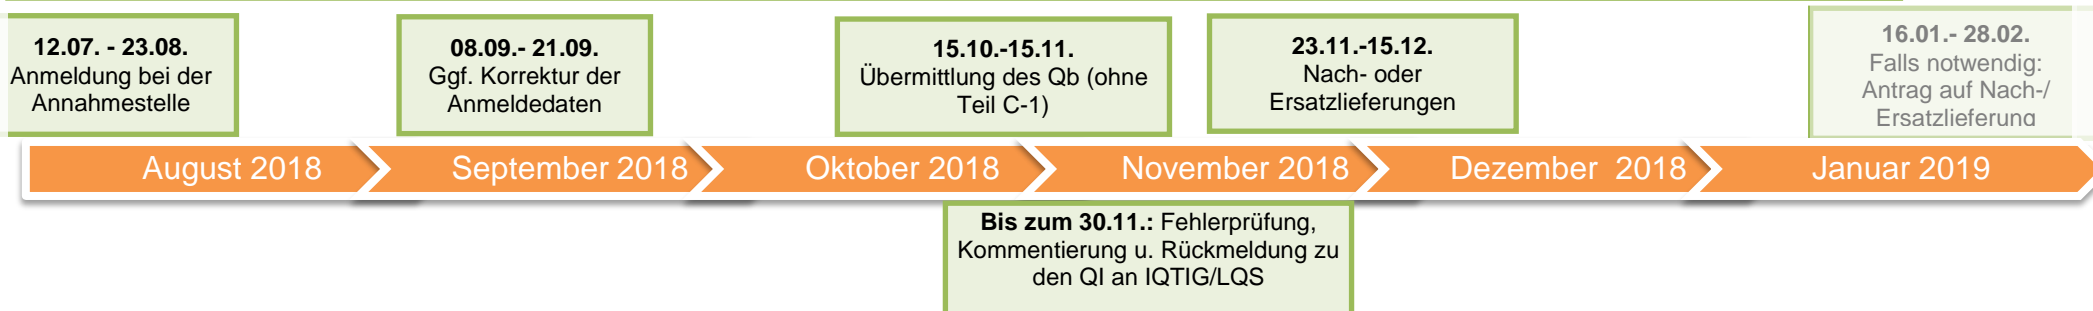 12.07. - 23.08.
Anmeldung bei der
Annahmestelle
08.09.- 21.09.
Ggf. Korrektur der
Anmeldedaten
15.10.-15.11.
Übermittlung des Qb (ohne
Teil C-1)
23.11.-15.12.
Nach- oder
Ersatzlieferungen
16.01.- 28.02.
Falls notwendig:
Antrag auf Nach-/
Ersatzlieferung
August 2018
September 2018
Oktober 2018
November 2018
Dezember 2018
Januar 2019
Bis zum 30.11.: Fehlerprüfung,
Kommentierung u. Rückmeldung zu
den QI an IQTIG/LQS